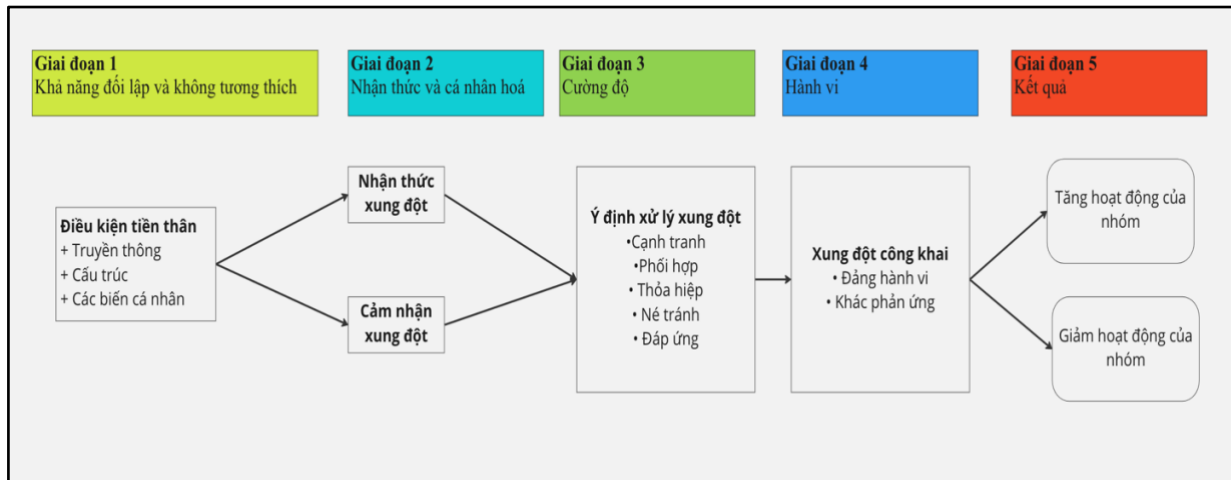 Giai đoạn 1
Khả năng đối lập và không tương thích
Giai đoạn 2
Nhận thức và cá nhân hoá
Giai đoạn 3
Cường độ
Giai đoạn 4
Hành vi
Giai đoạn 5
Kết quả
Điều kiện tiền thân
+ Truyền thông
+ Cấu trúc
+ Các biến cá nhân
Nhận thức
xung đột
Cảm nhận
xung đột
Ý định xử lý xung đột
•Cạnh tranh
•Phối hợp
• Thỏa hiệp
• Né tránh
• Đáp ứng
Xung đột công khai
• Đảng hành vi
• Khác phản ứng
Tăng hoạt động của
nhóm
Giảm hoạt động của
nhóm